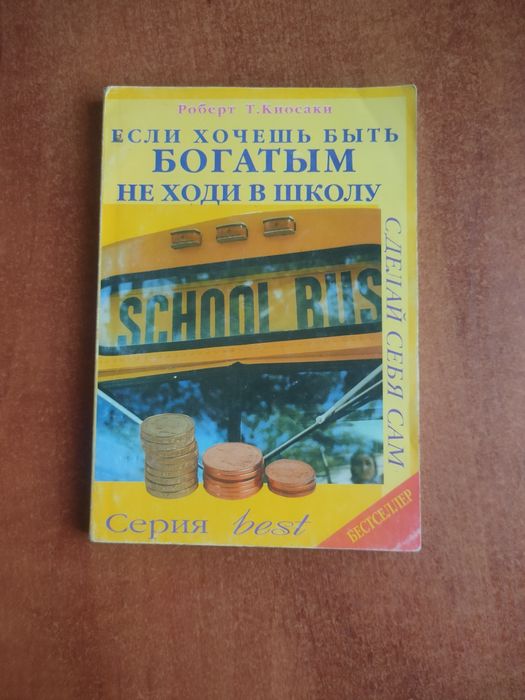 Роберт Т.Киосаки
ЕСЛИ ХОЧЕШЬ БЫТЬ
БОГАТЫМ
НЕ ХОДИ В ШКОЛУ
SCHOOL BUS
СДЕЛАЙ СЕБЯ САМ
Серия best
БЕСТСЕЛЛЕР